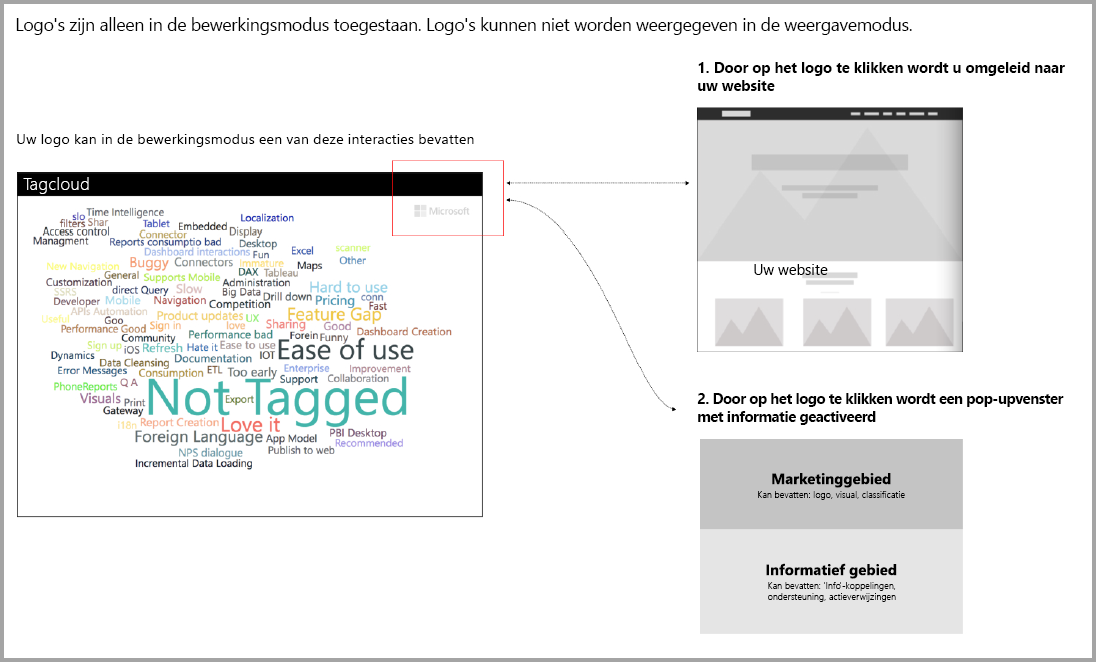 Logo's zijn alleen in de bewerkingsmodus toegestaan. Logo's kunnen niet worden weergegeven in de weergavemodus.
Uw logo kan in de bewerkingsmodus een van deze interacties bevatten
Tagcloud
Microsoft
slo Time Intelligence
filters Shar Tablet Embedded Localization
Access control Connector Display
Managment Reports consumptio bad Desktop
Dashboard interactions Fun Excel scanner
New Navigation Buggy Connectors Immature Maps Other
General Supports Mobile DAX Tableau
Customization Administration
SSRS direct Query Slow Big Data Drill down Hard to use
Developer Mobile Navigation Competition Pricing conn
APIs Automation Fast
Useful Goo Product updates UX Feature Gap
Performance Good Sign in love Sharing Good Dashboard Creation
Community Performance bad Forein Funny
Sign up iOS Refresh Hate it Ease to use Ease of use
Dynamics Data Cleansing Documentation IOT
Error Messages Consumption ETL Too early Enterprise Improvement
PhoneReports Q A Support Collaboration
Visuals Print Not Tagged Export
Gateway
i18n Report Creation Love it
Foreign Language App Model PBI Desktop
Recommended
NPS dialogue Publish to web
Incremental Data Loading
1. Door op het logo te klikken wordt u omgeleid naar
uw website
Uw website
2. Door op het logo te klikken wordt een pop-upvenster
met informatie geactiveerd
Marketinggebied
Kan bevatten: logo, visual, classificatie
Informatief gebied
Kan bevatten: 'Info'-koppelingen,
ondersteuning, actieverwijzingen